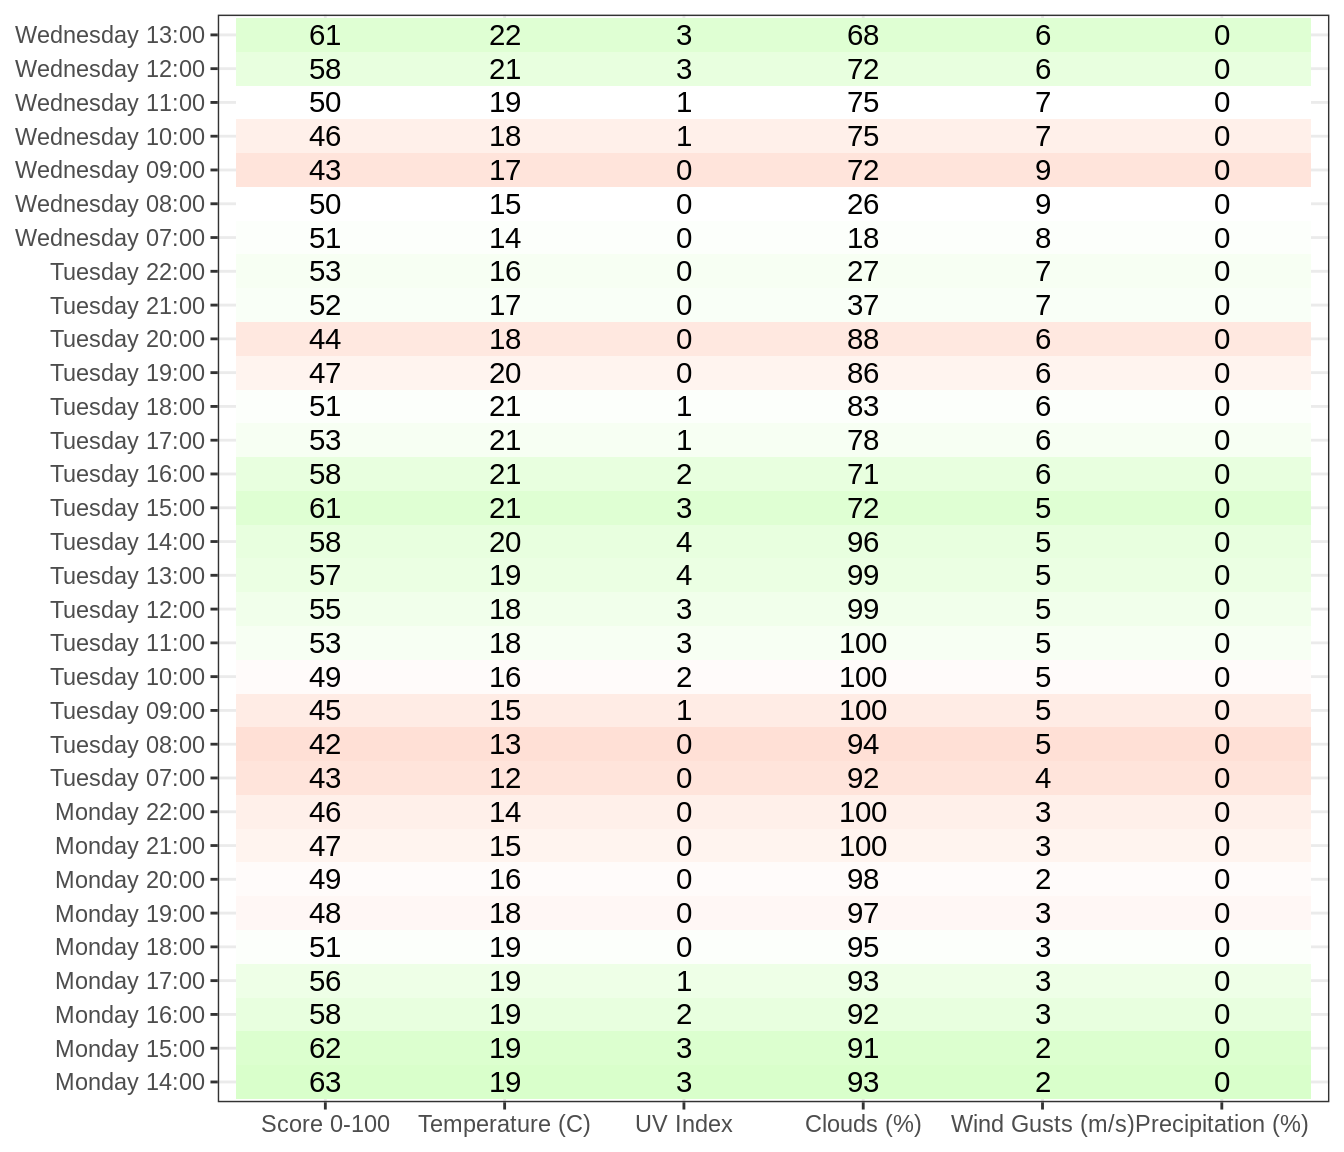 Wednesday 13:00 61 22 3 68 6 0
Wednesday 12:00 58 21 3 72 6 0
Wednesday 11:00 50 19 1 75 7 0
Wednesday 10:00 46 18 1 75 7 0
Wednesday 09:00 43 17 0 72 9 0
Wednesday 08:00 50 15 0 26 9 0
Wednesday 07:00 51 14 0 18 8 0
Tuesday 22:00 53 16 0 27 7 0
Tuesday 21:00 52 17 0 37 7 0
Tuesday 20:00 44 18 0 88 6 0
Tuesday 19:00 47 20 0 86 6 0
Tuesday 18:00 51 21 1 83 6 0
Tuesday 17:00 53 21 1 78 6 0
Tuesday 16:00 58 21 2 71 6 0
Tuesday 15:00 61 21 3 72 5 0
Tuesday 14:00 58 20 4 96 5 0
Tuesday 13:00 57 19 4 99 5 0
Tuesday 12:00 55 18 3 99 5 0
Tuesday 11:00 53 18 3 100 5 0
Tuesday 10:00 49 16 2 100 5 0
Tuesday 09:00 45 15 1 100 5 0
Tuesday 08:00 42 13 0 94 5 0
Tuesday 07:00 43 12 0 92 4 0
Monday 22:00 46 14 0 100 3 0
Monday 21:00 47 15 0 100 3 0
Monday 20:00 49 16 0 98 2 0
Monday 19:00 48 18 0 97 3 0
Monday 18:00 51 19 0 95 3 0
Monday 17:00 56 19 1 93 3 0
Monday 16:00 58 19 2 92 3 0
Monday 15:00 62 19 3 91 2 0
Monday 14:00 63 19 3 93 2 0
Score 0-100 Temperature (C) UV Index Clouds (%) Wind Gusts (m/s) Precipitation (%)